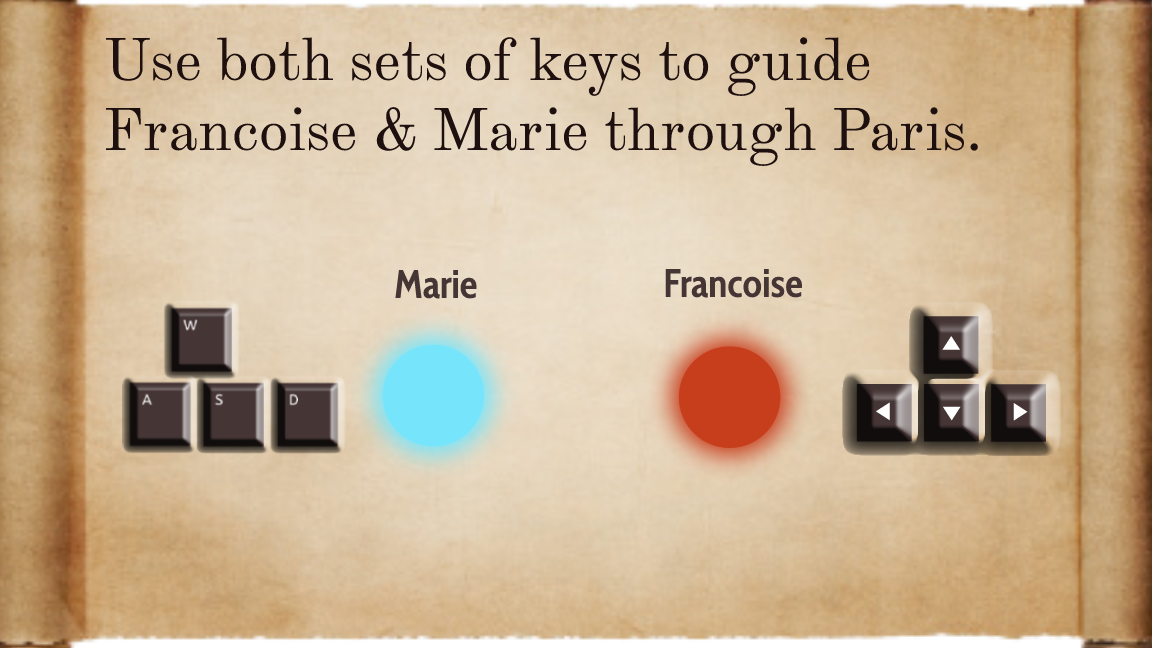 Use both sets of keys to guide
Francoise & Marie through Paris.
Marie
Francoise
W
A S D